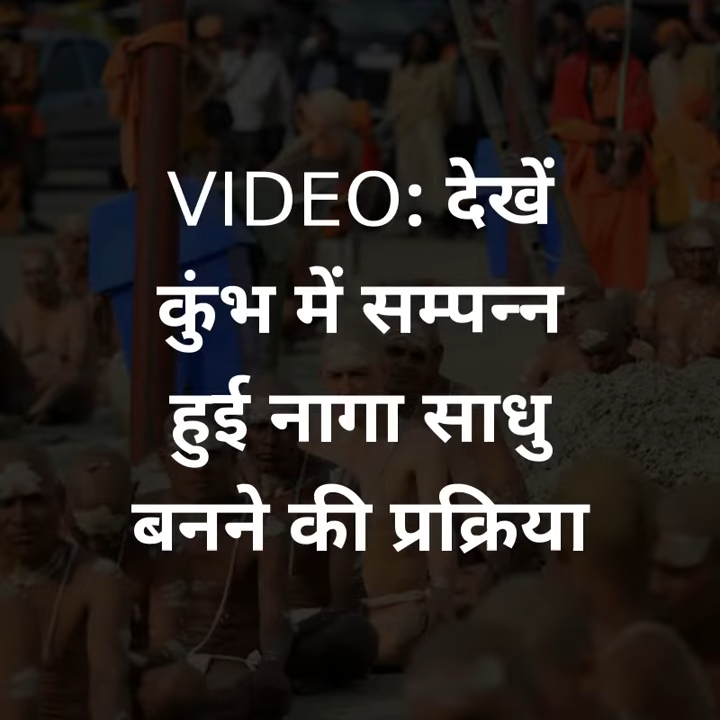 VIDEO: देखें
कुंभ में सम्पन्न
हुई नागा साधु
बनने की प्रक्रिया